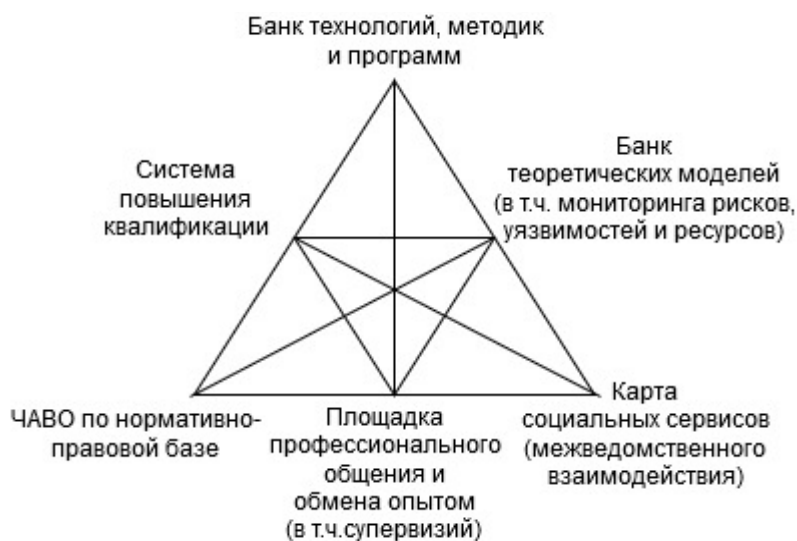 Банк технологий, методик
и программ
Система
повышения
квалификации
Банк
теоретических моделей
(в т.ч. мониторинга рисков,
уязвимостей и ресурсов)
ЧАВО по нормативно-
правовой базе
Площадка
профессионального
общения и
обмена опытом
(в т.ч.супервизий)
Карта
социальных сервисов
(межведомственного
взаимодействия)